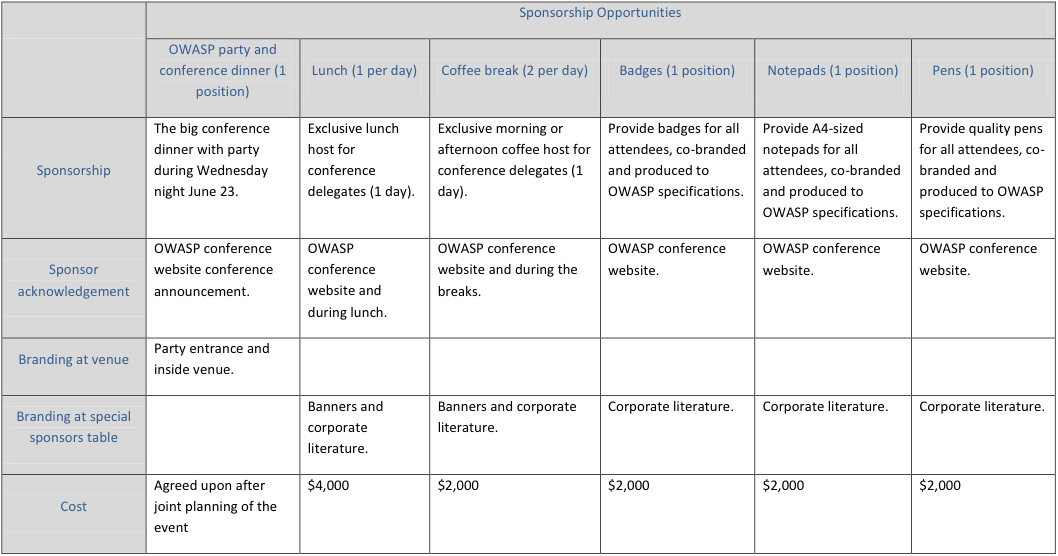 Sponsorship Opportunities
OWASP party and
conference dinner (1
position)
Lunch (1 per day)
Coffee break (2 per day)
Badges (1 position)
Notepads (1 position)
Pens (1 position)
Sponsorship
The big conference
dinner with party
during Wednesday
night June 23.
Exclusive lunch
host for
conference
delegates (1 day).
Exclusive morning or
afternoon coffee host for
conference delegates (1
day).
Provide badges for all
attendees, co-branded
and produced to
OWASP specifications.
Provide A4-sized
notepads for all
attendees, co-branded
and produced to
OWASP specifications.
Provide quality pens
for all attendees, co-
branded and
produced to OWASP
specifications.
Sponsor
acknowledgement
OWASP conference
website conference
announcement.
OWASP
conference
website and
during lunch.
OWASP conference
website and during the
breaks.
OWASP conference
website.
OWASP conference
website.
OWASP conference
website.
Branding at venue
Party entrance and
inside venue.
Branding at special
sponsors table
Banners and
corporate
literature.
Banners and corporate
literature.
Corporate literature.
Corporate literature.
Corporate literature.
Cost
Agreed upon after
joint planning of the
event
$4,000
$2,000
$2,000
$2,000
$2,000